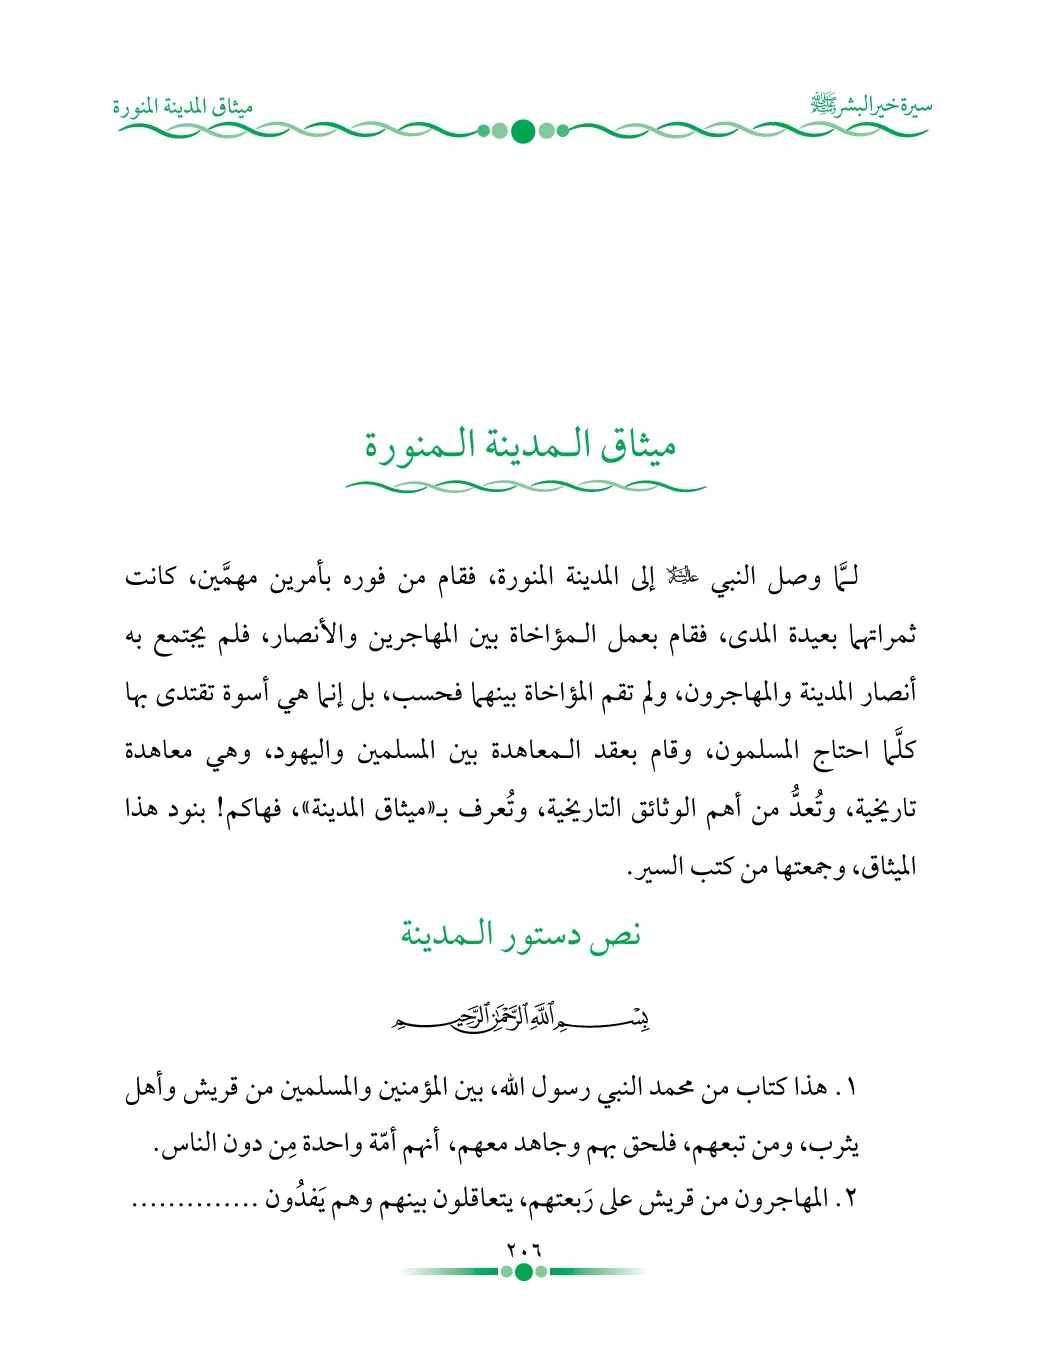 سيرة خير البشر ﷺ
ميثاق المدينة المنورة
ميثاق الـمدينة الـمنورة
لـمَّا وصل النبي ﷺ إلى المدينة المنورة، فقام من فوره بأمرين مهمَّين، كانت
ثمراتهما بعيدة المدى، فقام بعمل الـمؤاخاة بين المهاجرين والأنصار، فلم يجتمع به
أنصار المدينة والمهاجرون، ولم تقم المؤاخاة بينهما فحسب، بل إنما هي أسوة تقتدى بها
كلَّما احتاج المسلمون، وقام بعقد الـمعاهدة بين المسلمين واليهود، وهي معاهدة
تاريخية، وتُعدُّ من أهم الوثائق التاريخية، وتُعرف بـ«ميثاق المدينة»، فهاكم! بنود هذا
الميثاق، وجمعتها من كتب السير.
نص دستور الـمدينة
بِسْمِ ٱللَّهِ ٱلرَّحْمَٰنِ ٱلرَّحِيمِ
١. هذا كتاب من محمد النبي رسول الله، بين المؤمنين والمسلمين من قريش وأهل
يثرب، ومن تبعهم، فلحق بهم وجاهد معهم، أنهم أمّة واحدة مِن دون الناس.
٢. المهاجرون من قريش على رَبعتهم، يتعاقلون بينهم وهم يَفدُون ..............
٢٠٦